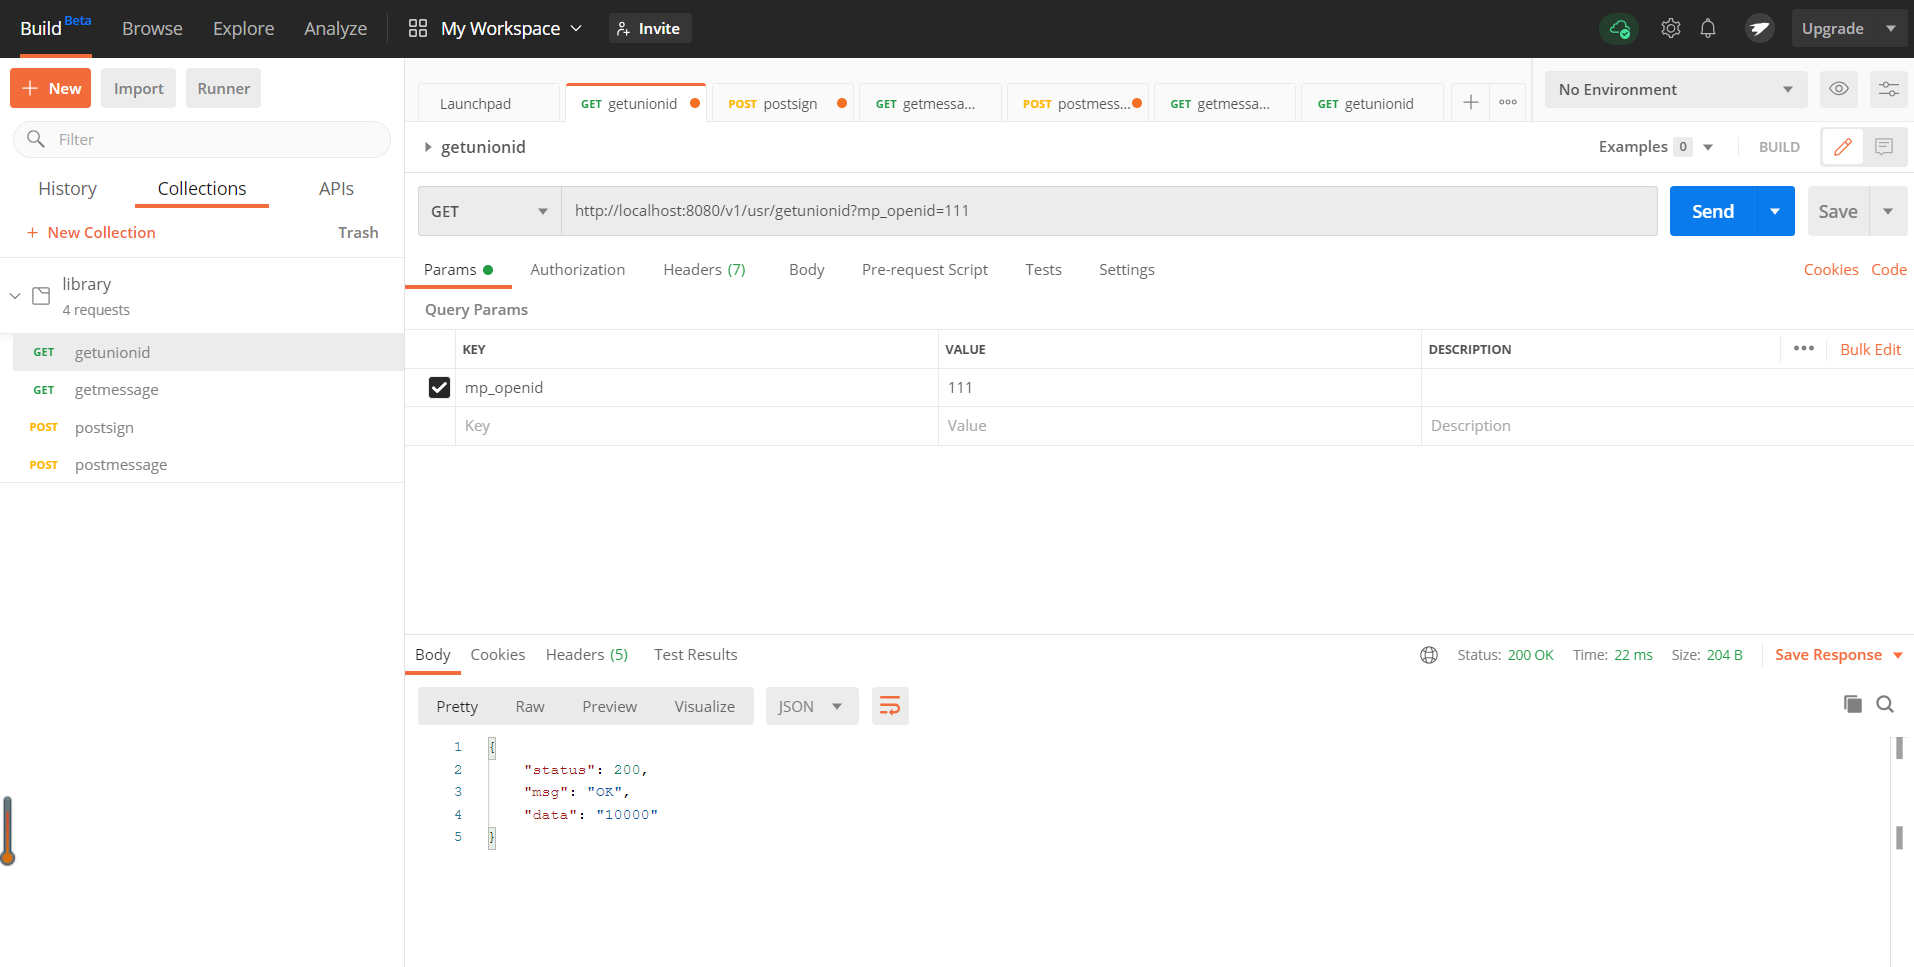 Build Beta Browse Explore Analyze My Workspace Invite Upgrade
New Import Runner
Launchpad GET getunionid POST postsign GET getmessa... POST postmess... GET getmessa... GET getunionid No Environment
Filter
getunionid Examples 0 BUILD
History Collections APIs
GET http://localhost:8080/v1/usr/getunionid?mp_openid=111 Send Save
+ New Collection Trash
Params Authorization Headers (7) Body Pre-request Script Tests Settings Cookies Code
library
4 requests
Query Params
KEY VALUE DESCRIPTION Bulk Edit
GET getunionid
mp_openid 111
GET getmessage
Key Value Description
POST postsign
POST postmessage
Body Cookies Headers (5) Test Results Status: 200 OK Time: 22 ms Size: 204 B Save Response
Pretty Raw Preview Visualize JSON
1 {
2 "status": 200,
3 "msg": "OK",
4 "data": "10000"
5 }